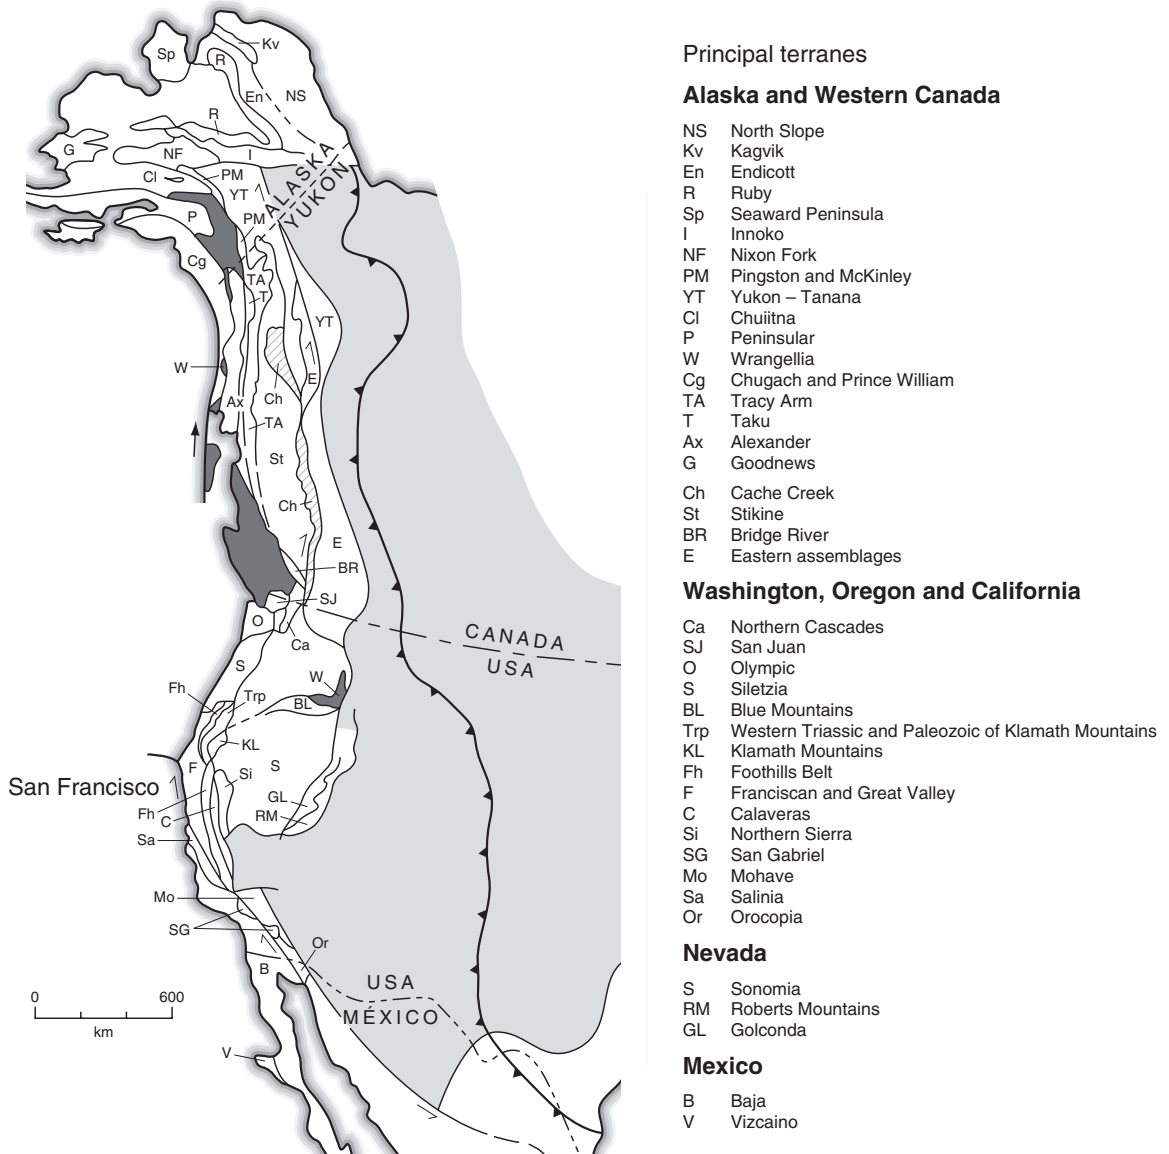 Kv
Sp
R
En
NS
R
G
NF
I
Cl
PM
YT
ALASKA
YUKON
P
PM
Cg
TA
T
YT
W
E
Ax
Ch
TA
St
Ch
E
BR
SJ
O
Ca
CANADA
USA
S
W
Fh
Trp
BL
KL
F
Si
S
San Francisco
GL
Fh
C
RM
Sa
Mo
SG
Or
B
USA
MÉXICO
0 600
km
V
Principal terranes
Alaska and Western Canada
NS North Slope
Kv Kagvik
En Endicott
R Ruby
Sp Seaward Peninsula
I Innoko
NF Nixon Fork
PM Pingston and McKinley
YT Yukon – Tanana
Cl Chuiitna
P Peninsular
W Wrangellia
Cg Chugach and Prince William
TA Tracy Arm
T Taku
Ax Alexander
G Goodnews
Ch Cache Creek
St Stikine
BR Bridge River
E Eastern assemblages
Washington, Oregon and California
Ca Northern Cascades
SJ San Juan
O Olympic
S Siletzia
BL Blue Mountains
Trp Western Triassic and Paleozoic of Klamath Mountains
KL Klamath Mountains
Fh Foothills Belt
F Franciscan and Great Valley
C Calaveras
Si Northern Sierra
SG San Gabriel
Mo Mohave
Sa Salinia
Or Orocopia
Nevada
S Sonomia
RM Roberts Mountains
GL Golconda
Mexico
B Baja
V Vizcaino